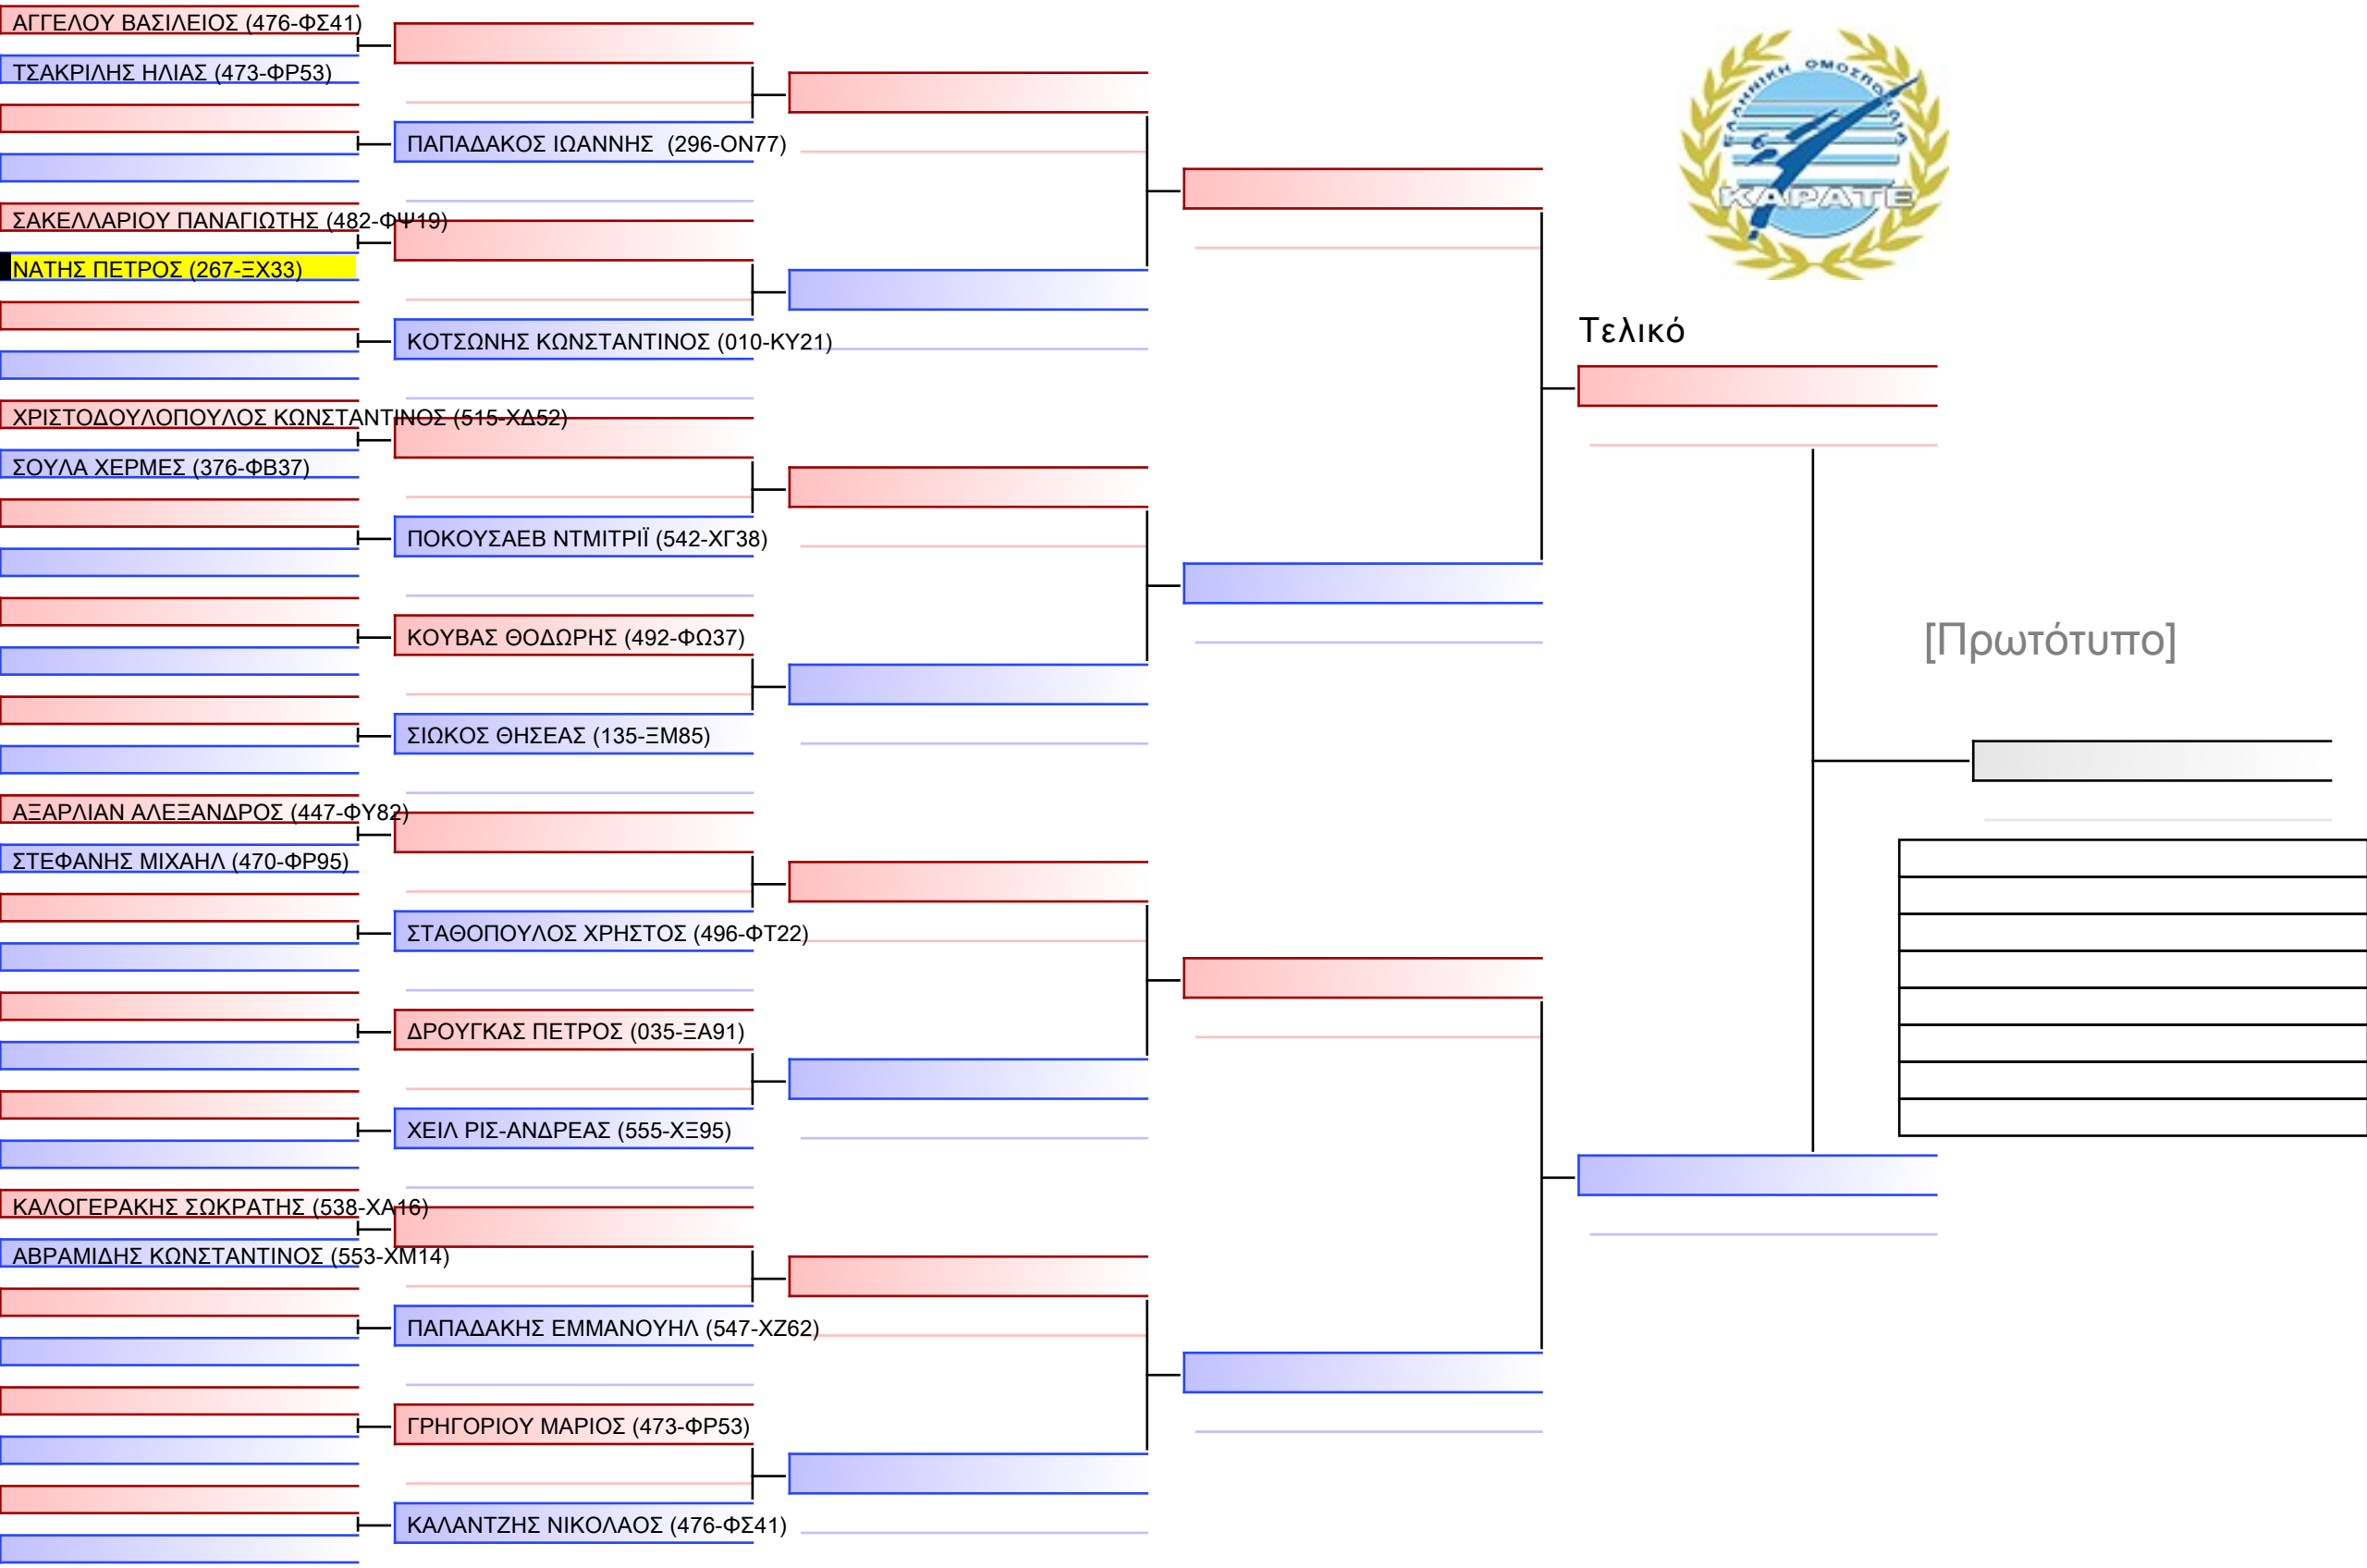 ΑΓΓΕΛΟΥ ΒΑΣΙΛΕΙΟΣ (476-ΦΣ41)
ΤΣΑΚΡΙΛΗΣ ΗΛΙΑΣ (473-ΦΡ53)
ΠΑΠΑΔΑΚΟΣ ΙΩΑΝΝΗΣ (296-ΟΝ77)
ΣΑΚΕΛΛΑΡΙΟΥ ΠΑΝΑΓΙΩΤΗΣ (482-ΦΨ19)
ΝΑΤΗΣ ΠΕΤΡΟΣ (267-ΞΧ33)
ΚΟΤΣΩΝΗΣ ΚΩΝΣΤΑΝΤΙΝΟΣ (010-ΚΥ21)
ΧΡΙΣΤΟΔΟΥΛΟΠΟΥΛΟΣ ΚΩΝΣΤΑΝΤΙΝΟΣ (515-ΧΔ52)
ΣΟΥΛΑ ΧΕΡΜΕΣ (376-ΦΒ37)
ΠΟΚΟΥΣΑΕΒ ΝΤΜΙΤΡΙΪ (542-ΧΓ38)
ΚΟΥΒΑΣ ΘΟΔΩΡΗΣ (492-ΦΩ37)
ΣΙΩΚΟΣ ΘΗΣΕΑΣ (135-ΞΜ85)
ΑΞΑΡΛΙΑΝ ΑΛΕΞΑΝΔΡΟΣ (447-ΦΥ82)
ΣΤΕΦΑΝΗΣ ΜΙΧΑΗΛ (470-ΦΡ95)
ΣΤΑΘΟΠΟΥΛΟΣ ΧΡΗΣΤΟΣ (496-ΦΤ22)
ΔΡΟΥΓΚΑΣ ΠΕΤΡΟΣ (035-ΞΑ91)
ΧΕΙΛ ΡΙΣ-ΑΝΔΡΕΑΣ (555-ΧΞ95)
ΚΑΛΟΓΕΡΑΚΗΣ ΣΩΚΡΑΤΗΣ (538-ΧΑ16)
ΑΒΡΑΜΙΔΗΣ ΚΩΝΣΤΑΝΤΙΝΟΣ (553-ΧΜ14)
ΠΑΠΑΔΑΚΗΣ ΕΜΜΑΝΟΥΗΛ (547-ΧΖ62)
ΓΡΗΓΟΡΙΟΥ ΜΑΡΙΟΣ (473-ΦΡ53)
ΚΑΛΑΝΤΖΗΣ ΝΙΚΟΛΑΟΣ (476-ΦΣ41)
ΕΛΛΗΝΙΚΗ ΟΜΟΣΠΟΝΔΙΑ
ΚΑΡΑΤΕ
Τελικό
[Πρωτότυπο]